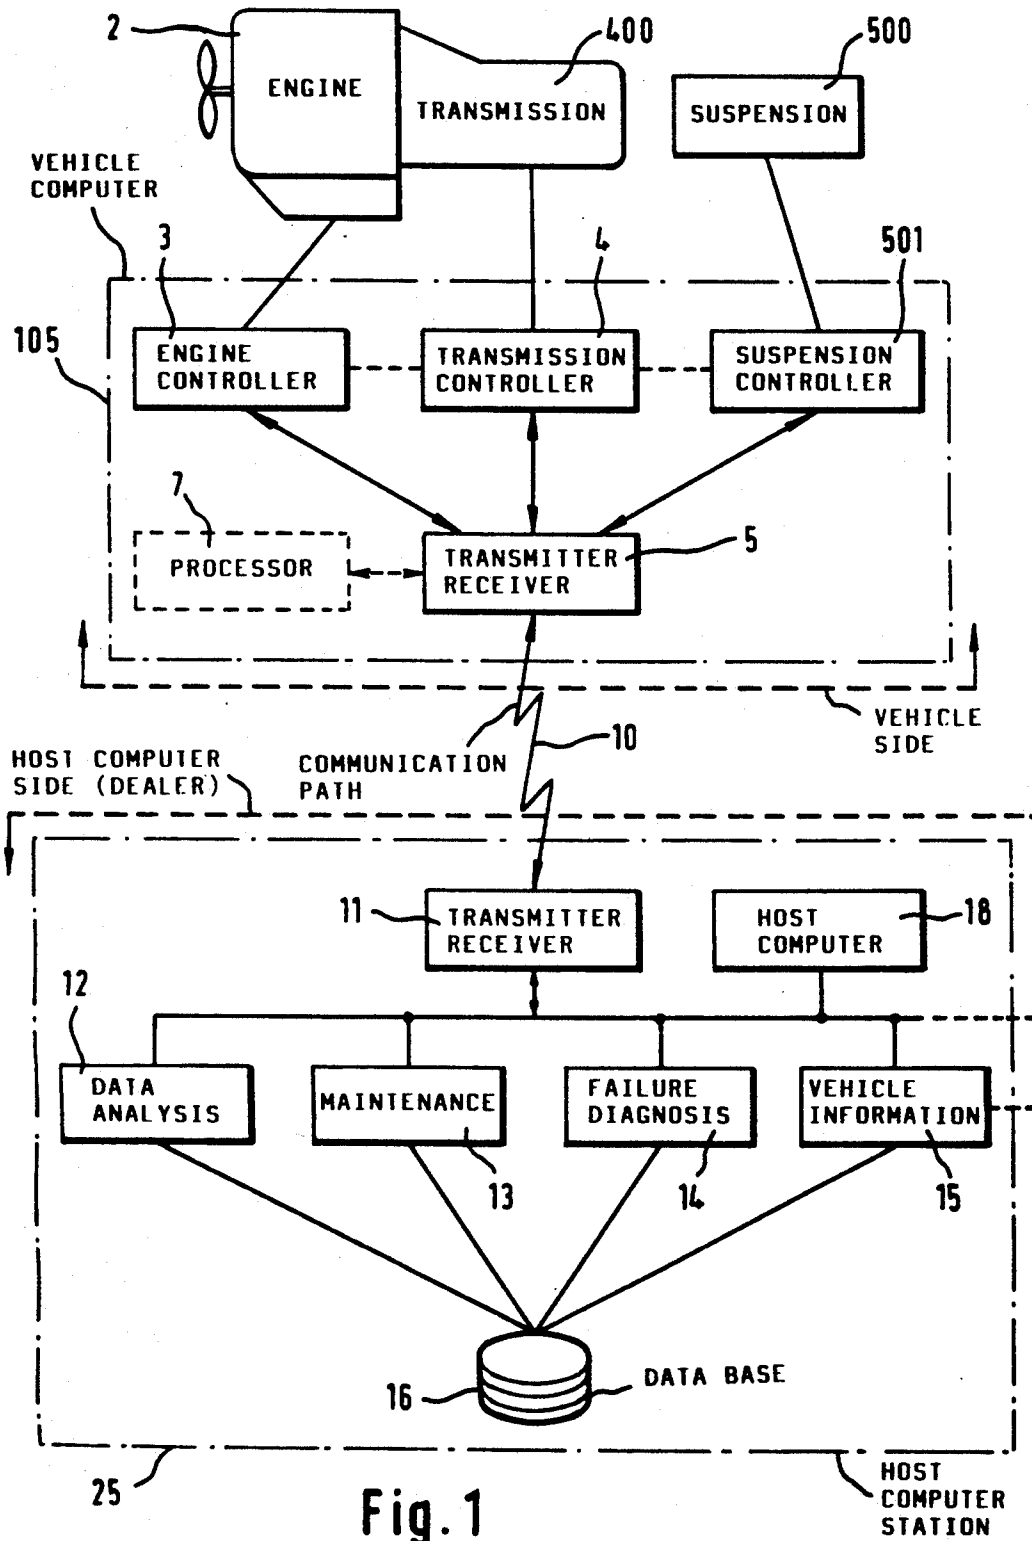 2
400
500
ENGINE
TRANSMISSION
SUSPENSION
VEHICLE
COMPUTER
3
4
501
105
ENGINE
CONTROLLER
TRANSMISSION
CONTROLLER
SUSPENSION
CONTROLLER
7
5
PROCESSOR
TRANSMITTER
RECEIVER
VEHICLE
SIDE
10
HOST COMPUTER
SIDE (DEALER)
COMMUNICATION
PATH
11
TRANSMITTER
RECEIVER
HOST
COMPUTER
18
12
DATA
ANALYSIS
MAINTENANCE
FAILURE
DIAGNOSIS
VEHICLE
INFORMATION
13
14
15
16
DATA BASE
25
HOST
COMPUTER
STATION
Fig. 1